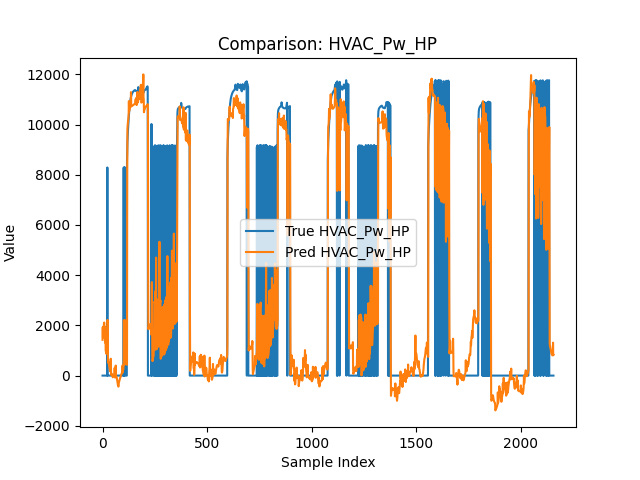 Comparison: HVAC_Pw_HP
12000
10000
8000
6000
4000
2000
0
−2000
Value
True HVAC_Pw_HP
Pred HVAC_Pw_HP
0 500 1000 1500 2000
Sample Index